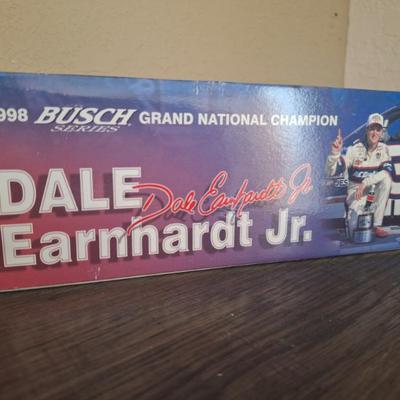 998 BUSCH SERIES GRAND NATIONAL CHAMPION
DALE
Dale Earnhardt Jr.
Earnhardt Jr.